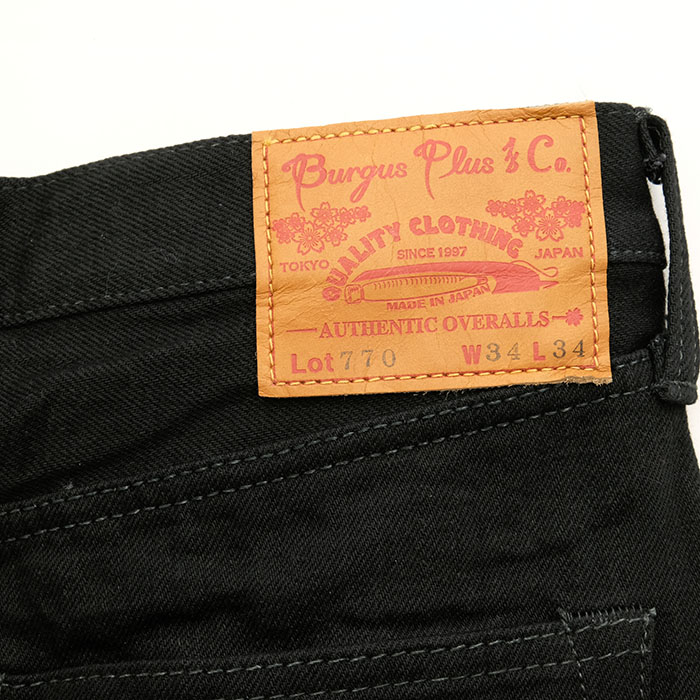 Burgus Plus & Co.
QUALITY CLOTHING
TOKYO SINCE 1997 JAPAN
MADE IN JAPAN
AUTHENTIC OVERALLS
Lot 770 W34 L34